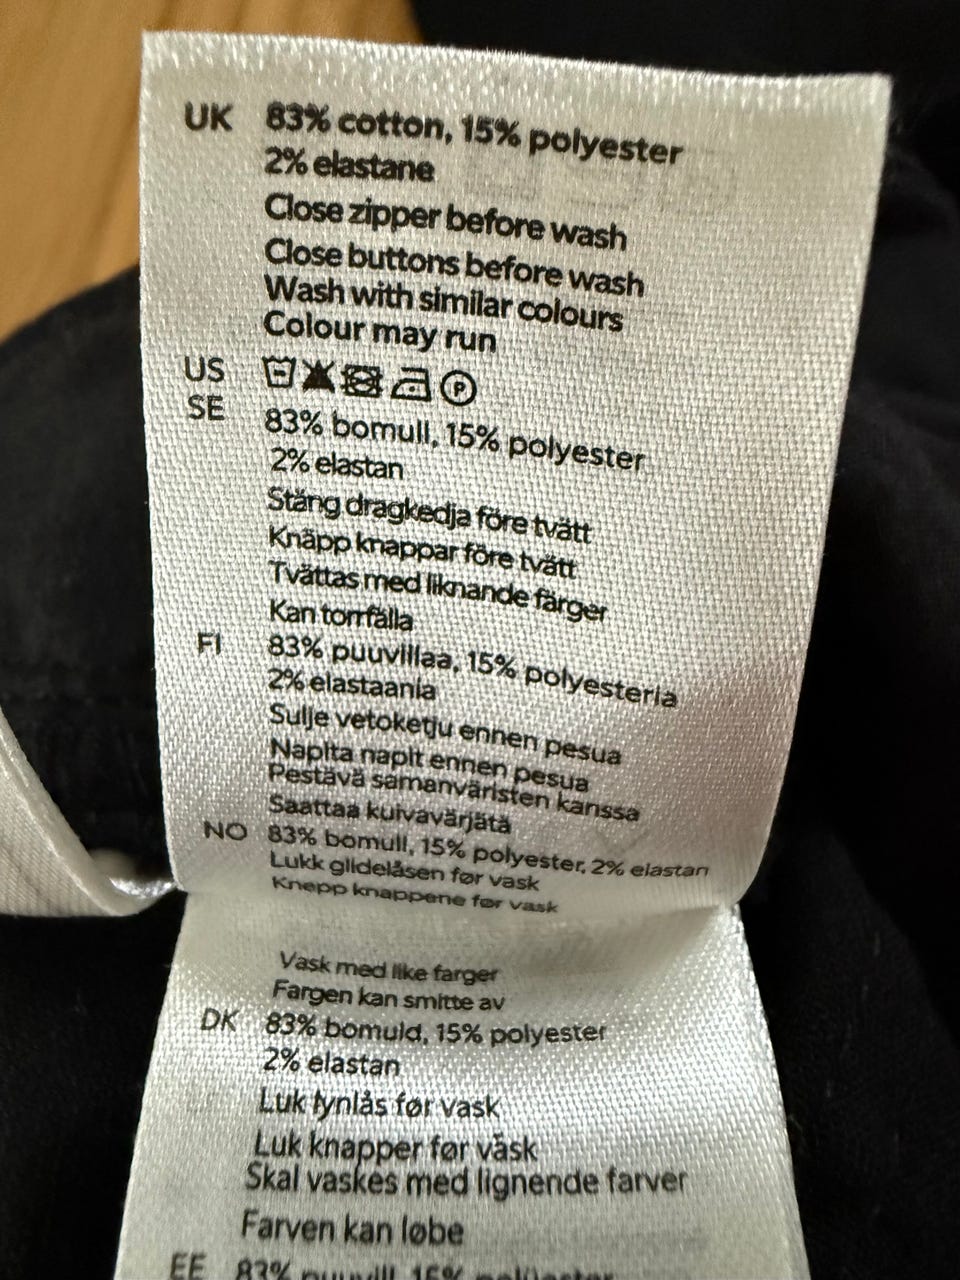 UK 83% cotton, 15% polyester
2% elastane
Close zipper before wash
Close buttons before wash
Wash with similar colours
Colour may run
US P
SE 83% bomull, 15% polyester
2% elastan
Stäng dragkedja före tvätt
Knäpp knappar före tvätt
Tvättas med liknande färger
Kan torrfälla
FI 83% puuvillaa, 15% polyesteria
2% elastaania
Sulje vetoketju ennen pesua
Napita napit ennen pesua
Pestävä samanväristen kanssa
Saattaa kuivavärjätä
NO 83% bomull, 15% polyester, 2% elastan
Lukk glidelåsen før vask
Knepp knappene før vask
Vask med like farger
Fargen kan smitte av
DK 83% bomuld, 15% polyester
2% elastan
Luk lynlås før vask
Luk knapper før vask
Skal vaskes med lignende farver
Farven kan løbe
EE 83% puuvill, 15% polüester